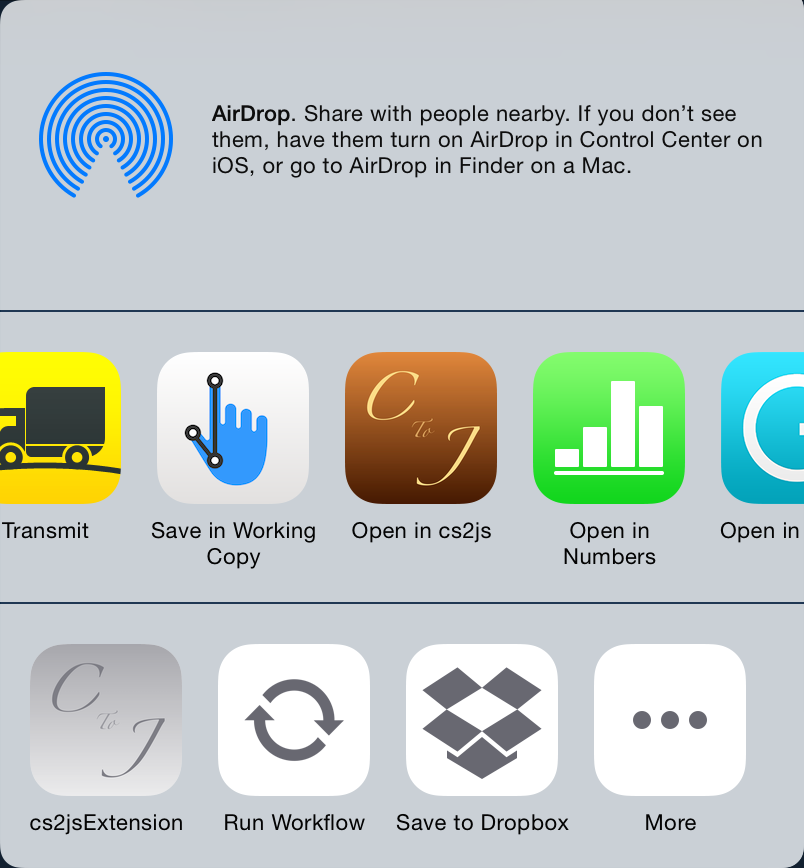 AirDrop. Share with people nearby. If you don’t see
them, have them turn on AirDrop in Control Center on
iOS, or go to AirDrop in Finder on a Mac.
C
To
J
Transmit
Save in Working
Copy
Open in cs2js
Open in
Numbers
Open in
C
To
J
cs2jsExtension
Run Workflow
Save to Dropbox
More